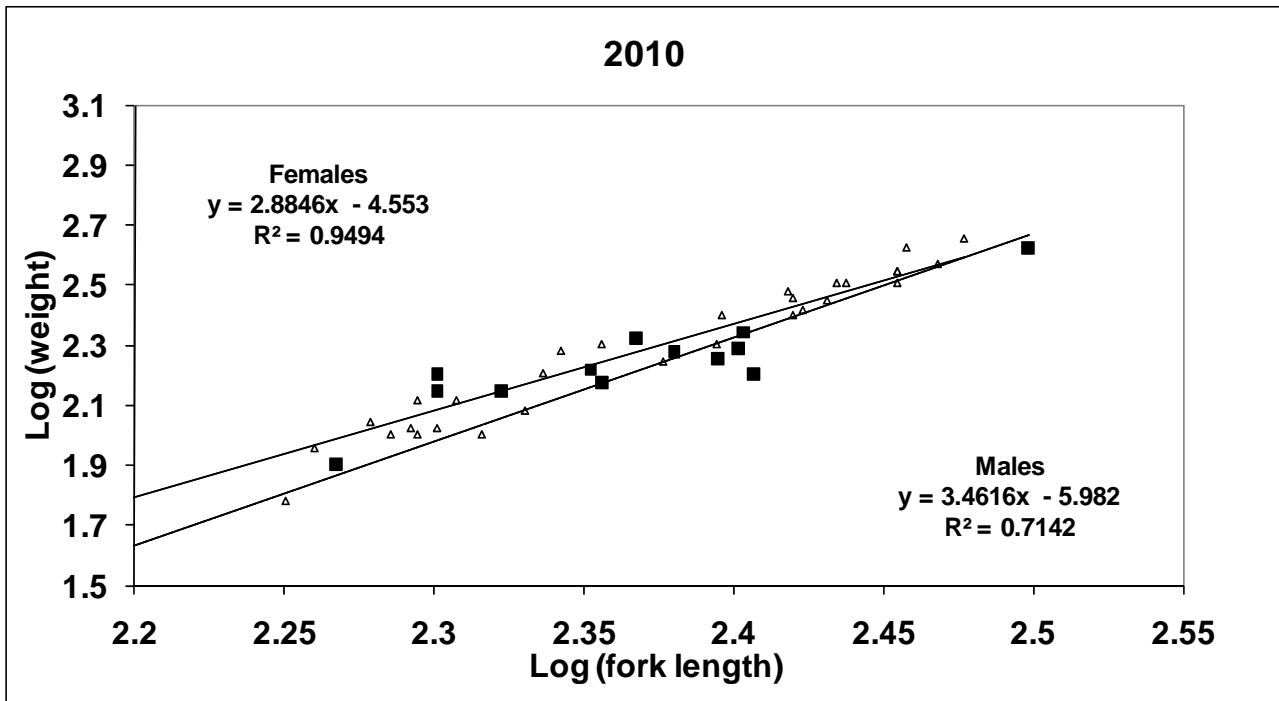 2010
3.1
2.9
2.7
2.5
2.3
2.1
1.9
1.7
1.5
Log (weight)
Females
y = 2.8846x - 4.553
R² = 0.9494
Males
y = 3.4616x - 5.982
R² = 0.7142
2.2 2.25 2.3 2.35 2.4 2.45 2.5 2.55
Log (fork length)